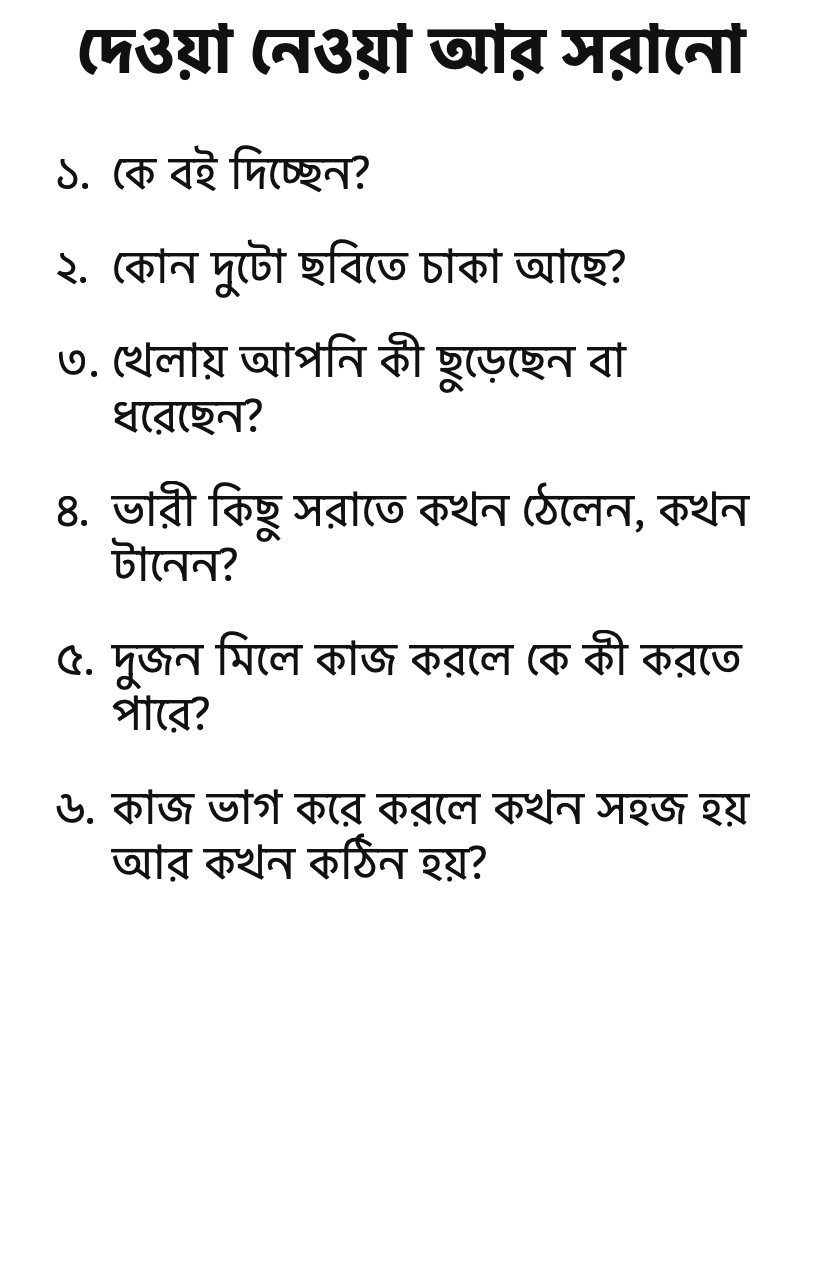 দেওয়া নেওয়া আর সরানো
১. কে বই দিচ্ছেন?
২. কোন দুটো ছবিতে চাকা আছে?
৩. খেলায় আপনি কী ছুড়েছেন বা
ধরেছেন?
৪. ভারী কিছু সরাতে কখন ঠেলেন, কখন
টানেন?
৫. দুজন মিলে কাজ করলে কে কী করতে
পারে?
৬. কাজ ভাগ করে করলে কখন সহজ হয়
আর কখন কঠিন হয়?